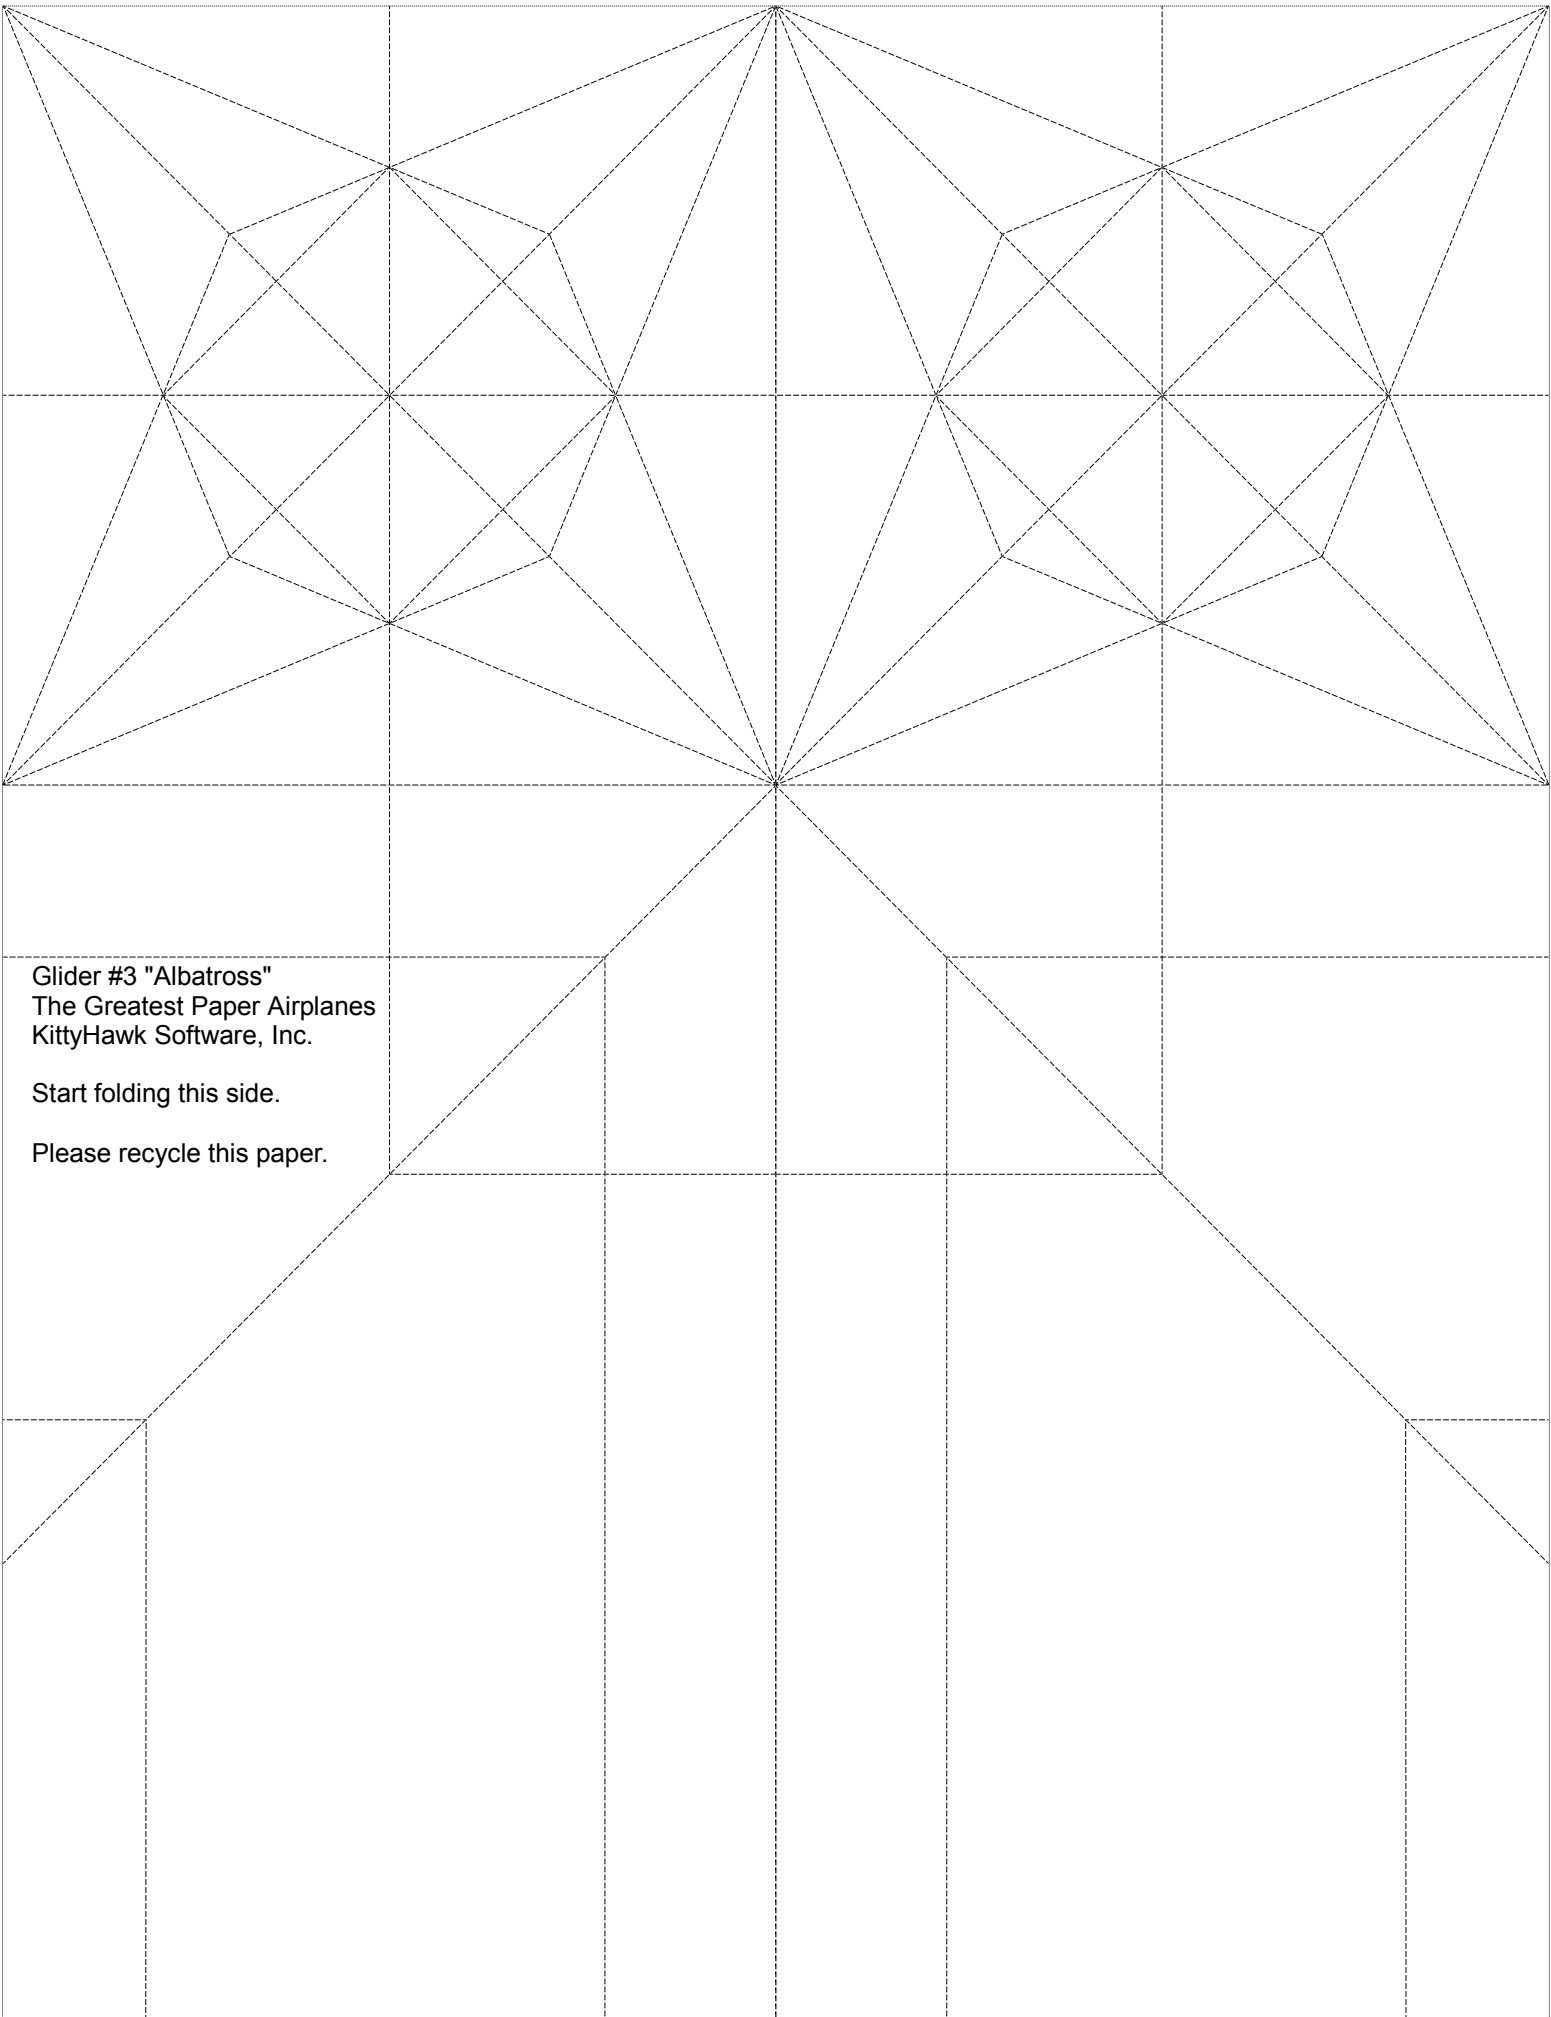 Glider #3 "Albatross"
The Greatest Paper Airplanes
KittyHawk Software, Inc.
Start folding this side.
Please recycle this paper.